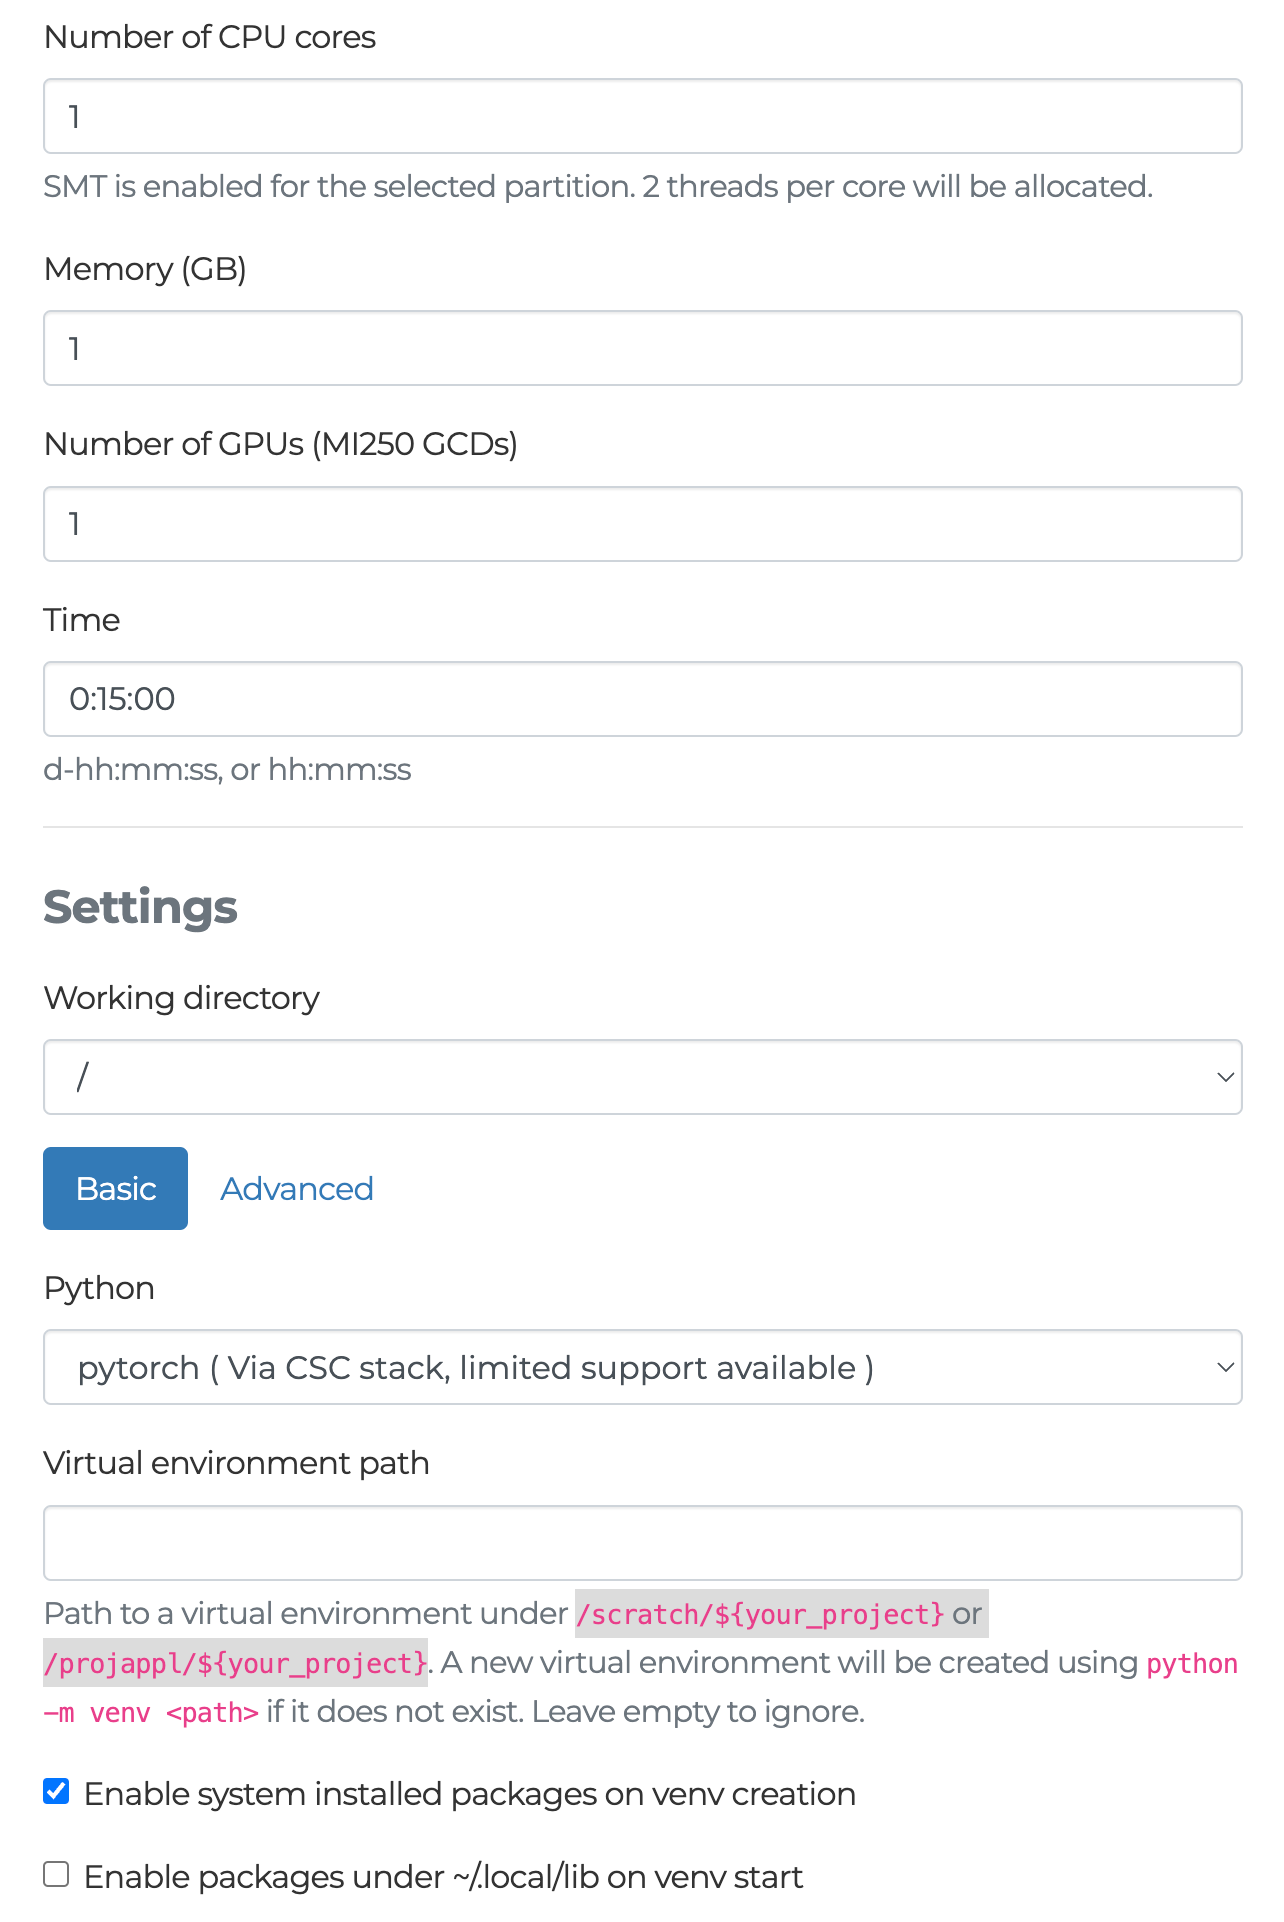 Number of CPU cores
1
SMT is enabled for the selected partition. 2 threads per core will be allocated.
Memory (GB)
1
Number of GPUs (MI250 GCDs)
1
Time
0:15:00
d-hh:mm:ss, or hh:mm:ss
Settings
Working directory
/
Basic Advanced
Python
pytorch ( Via CSC stack, limited support available )
Virtual environment path
Path to a virtual environment under /scratch/${your_project} or
/projappl/${your_project}. A new virtual environment will be created using python
-m venv <path> if it does not exist. Leave empty to ignore.
Enable system installed packages on venv creation
Enable packages under ~/.local/lib on venv start